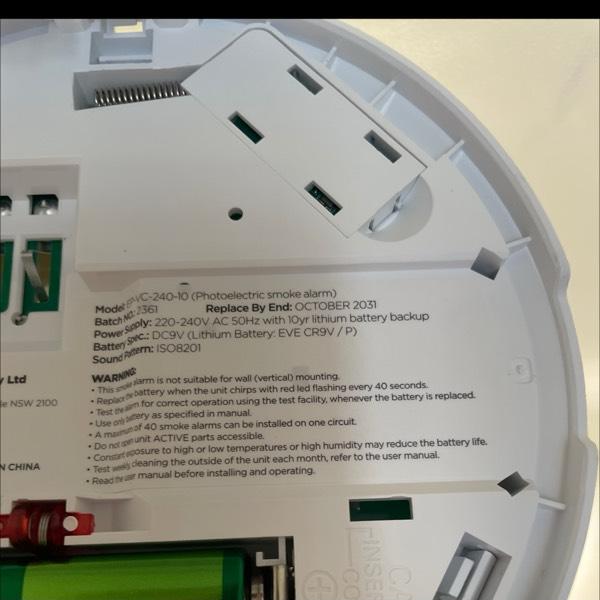 Model: EP-VC-240-10 (Photoelectric smoke alarm)
Batch NO: 2361 Replace By End: OCTOBER 2031
Power Supply: 220-240V AC 50Hz with 10yr lithium battery backup
Battery Spec.: DC9V (Lithium Battery: EVE CR9V / P)
Sound Pattern: ISO8201
y Ltd
le NSW 2100
N CHINA
WARNING:
• This smoke alarm is not suitable for wall (vertical) mounting.
• Replace the battery when the unit chirps with red led flashing every 40 seconds.
• Test the alarm for correct operation using the test facility, whenever the battery is replaced.
• Use only battery as specified in manual.
• A maximum of 40 smoke alarms can be installed on one circuit.
• Do not open unit ACTIVE parts accessible.
• Constant exposure to high or low temperatures or high humidity may reduce the battery life.
• Test weekly, cleaning the outside of the unit each month, refer to the user manual.
• Read the user manual before installing and operating.
INSE
CO
CA